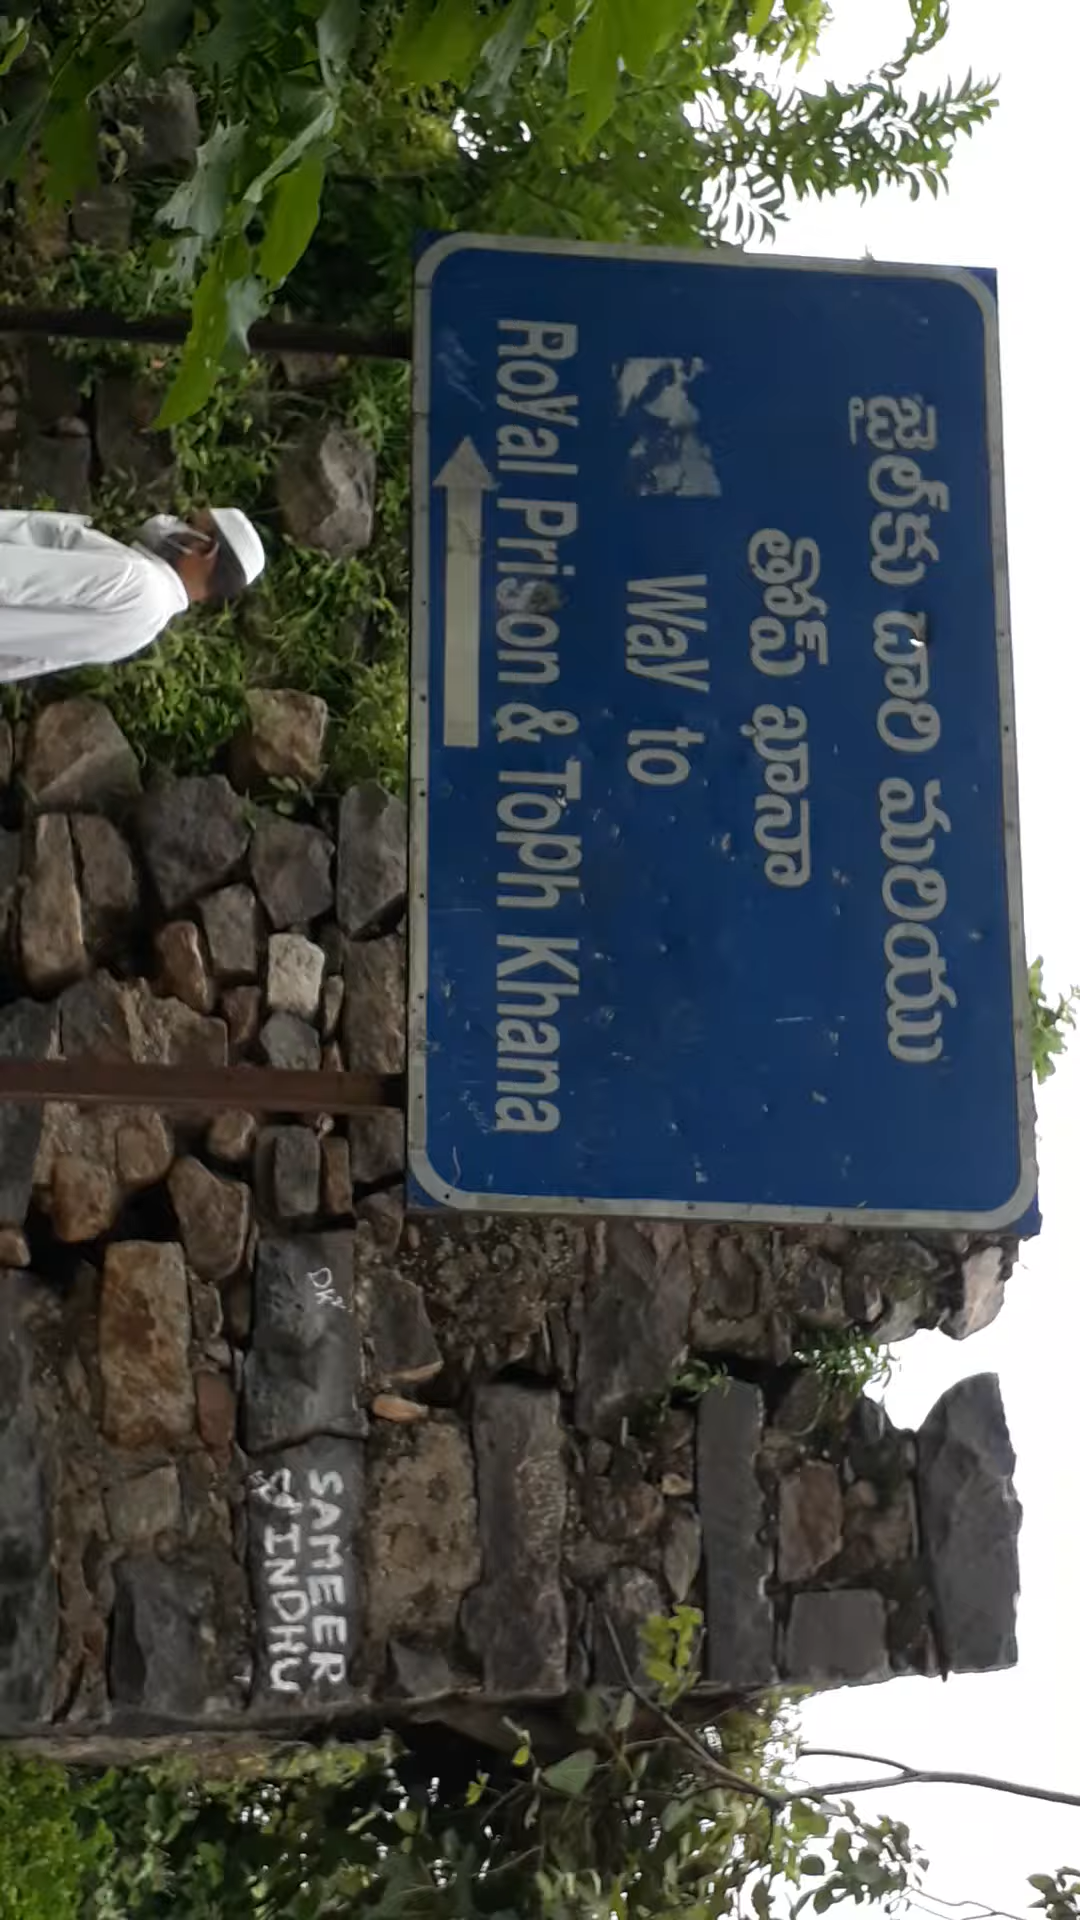 జైల్‌కు దారి మరియు
తోప్ ఖానా
Way to
Royal Prison & Toph Khana
SAMEER
SINDHU